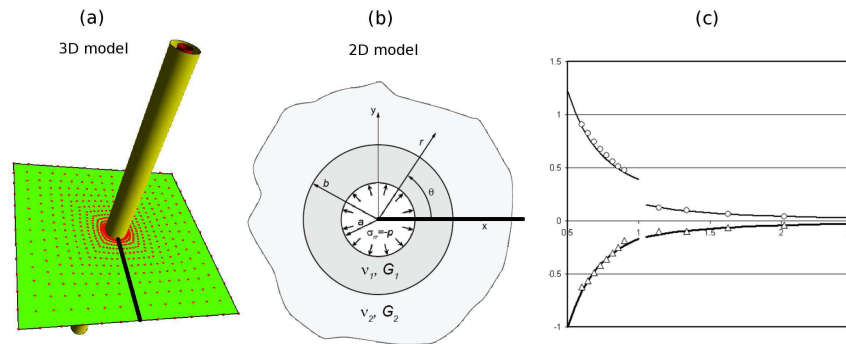 (a)
3D model
(b)
2D model
y
r
b
θ
a
x
σrr=-p
ν1, G1
ν2, G2
(c)
1.5
1
0.5
0
-0.5
-1
0.5 1 1.5 2